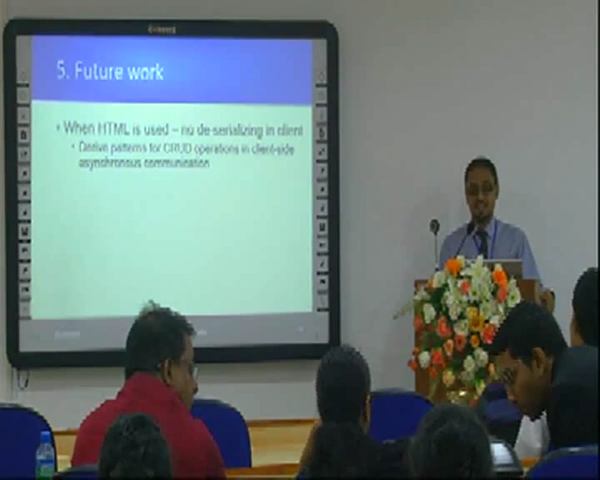 5. Future work
• When HTML is used – no de-serializing in client
• Derive patterns for CRUD operations in client-side
asynchronous communication